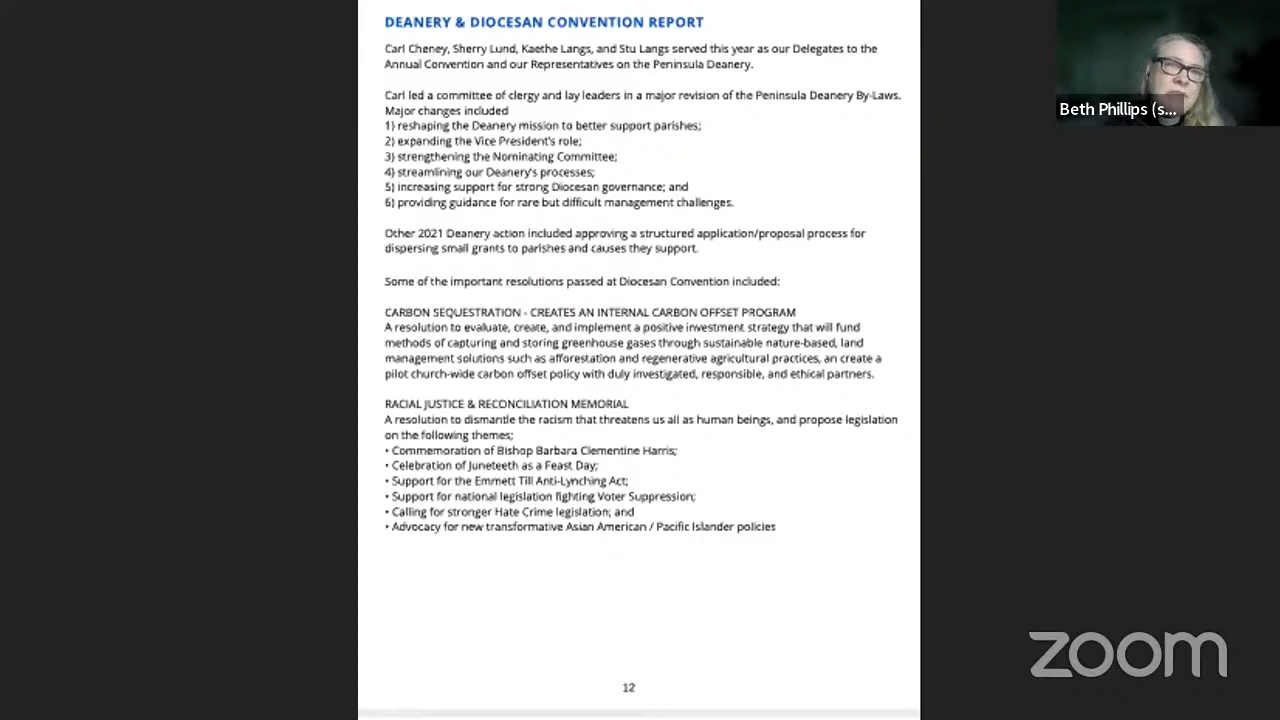 DEANERY & DIOCESAN CONVENTION REPORT
Carl Cheney, Sherry Lund, Kaethe Langs, and Stu Langs served this year as our Delegates to the
Annual Convention and our Representatives on the Peninsula Deanery.
Carl led a committee of clergy and lay leaders in a major revision of the Peninsula Deanery By-Laws.
Major changes included
1) reshaping the Deanery mission to better support parishes;
2) expanding the Vice President's role;
3) strengthening the Nominating Committee;
4) streamlining our Deanery's processes;
5) increasing support for strong Diocesan governance; and
6) providing guidance for rare but difficult management challenges.
Other 2021 Deanery action included approving a structured application/proposal process for
dispersing small grants to parishes and causes they support.
Some of the important resolutions passed at Diocesan Convention included:
CARBON SEQUESTRATION - CREATES AN INTERNAL CARBON OFFSET PROGRAM
A resolution to evaluate, create, and implement a positive investment strategy that will fund
methods of capturing and storing greenhouse gases through sustainable nature-based, land
management solutions such as afforestation and regenerative agricultural practices, an create a
pilot church-wide carbon offset policy with duly investigated, responsible, and ethical partners.
RACIAL JUSTICE & RECONCILIATION MEMORIAL
A resolution to dismantle the racism that threatens us all as human beings, and propose legislation
on the following themes;
• Commemoration of Bishop Barbara Clementine Harris;
• Celebration of Juneteeth as a Feast Day;
• Support for the Emmett Till Anti-Lynching Act;
• Support for national legislation fighting Voter Suppression;
• Calling for stronger Hate Crime legislation; and
• Advocacy for new transformative Asian American / Pacific Islander policies
12
Beth Phillips (s...
zoom